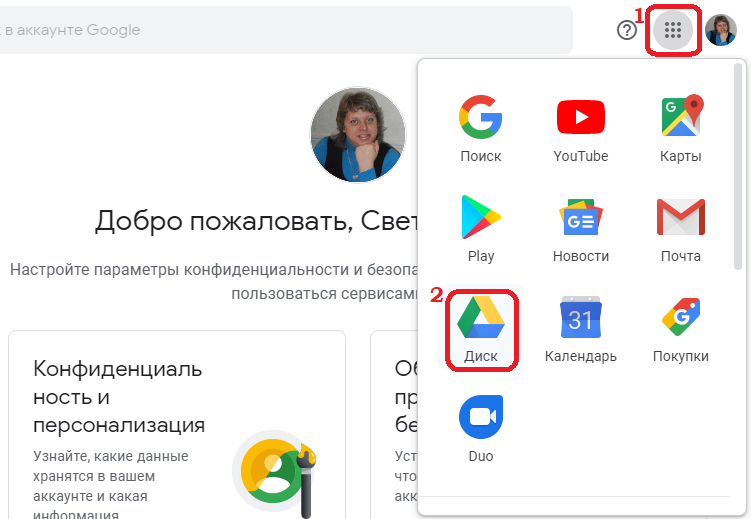 к в аккаунте Google
1
Добро пожаловать, Свет
Настройте параметры конфиденциальности и безопа
пользоваться сервисам
Поиск
YouTube
Карты
Play
Новости
Почта
2
Диск
31
Календарь
Покупки
Duo
Конфиденциаль
ность и
персонализация
Узнайте, какие данные
хранятся в вашем
аккаунте и какая
информация
Об
пр
бе
Уст
что
акк